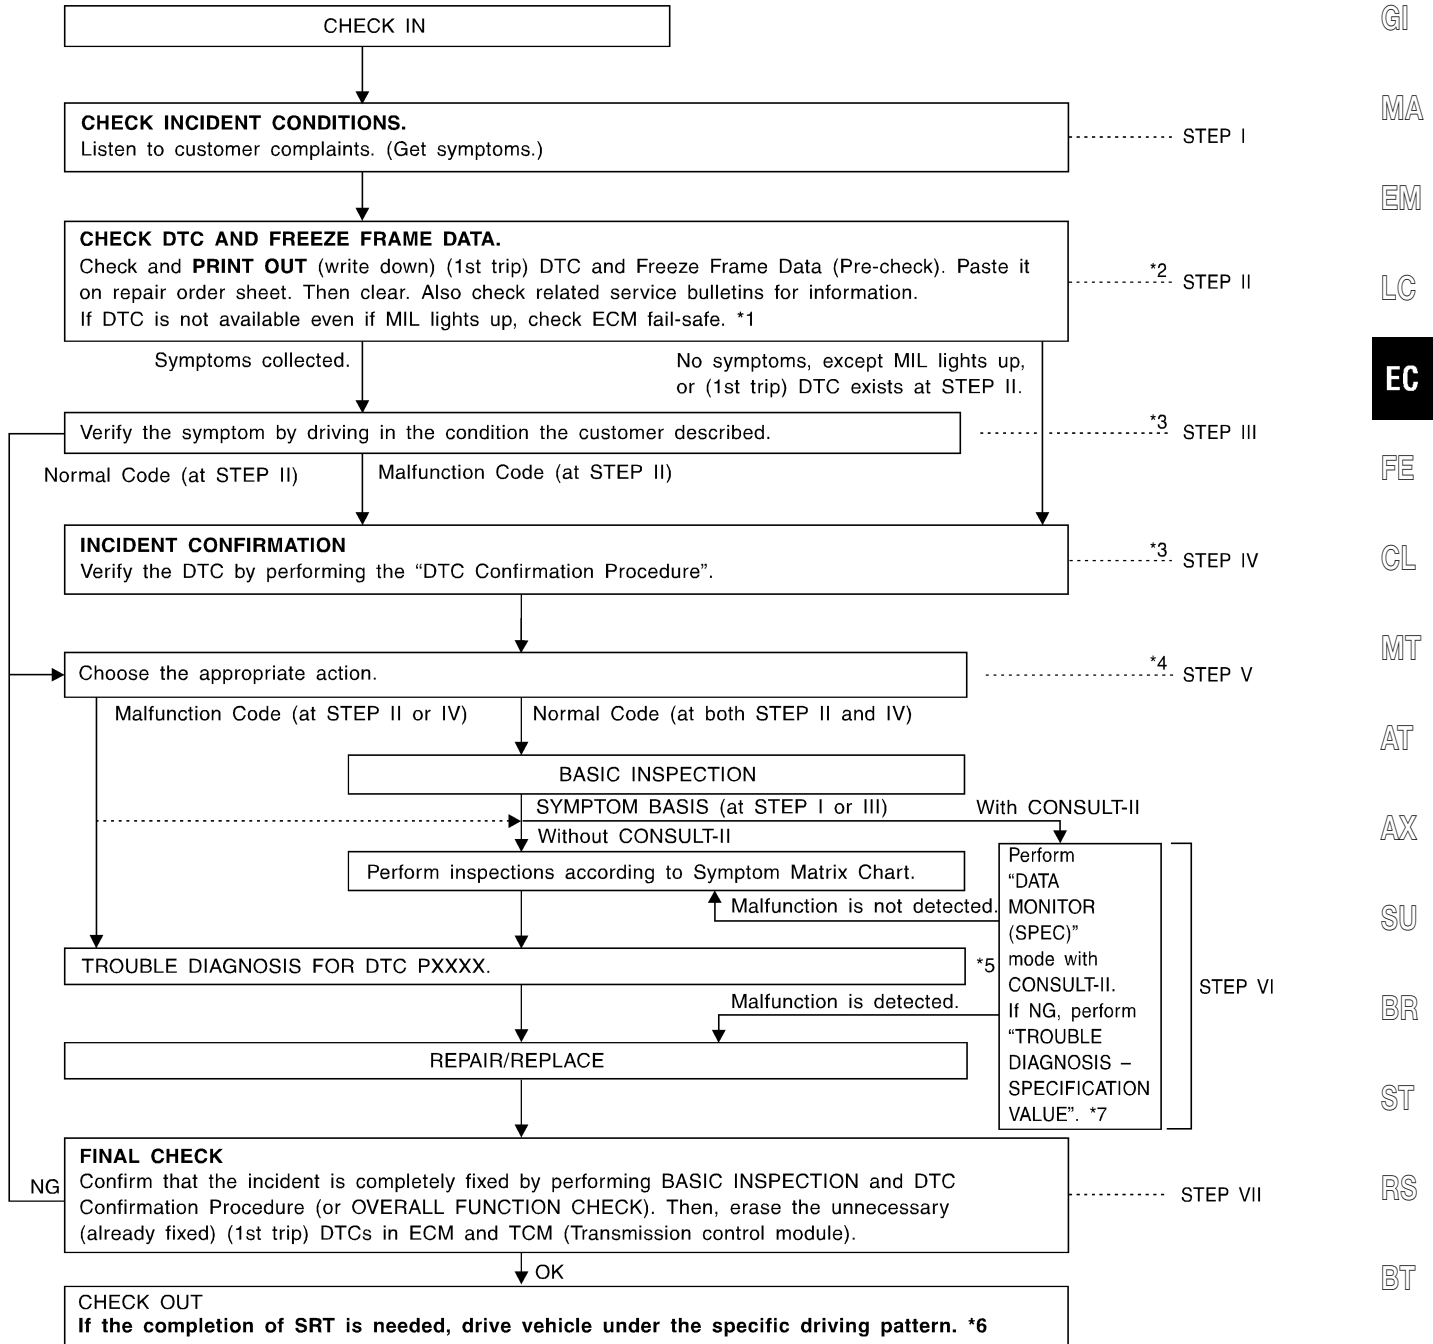 CHECK IN
CHECK INCIDENT CONDITIONS.
Listen to customer complaints. (Get symptoms.)
STEP I
CHECK DTC AND FREEZE FRAME DATA.
Check and PRINT OUT (write down) (1st trip) DTC and Freeze Frame Data (Pre-check). Paste it
on repair order sheet. Then clear. Also check related service bulletins for information.
If DTC is not available even if MIL lights up, check ECM fail-safe. *1
*2
STEP II
Symptoms collected.
No symptoms, except MIL lights up,
or (1st trip) DTC exists at STEP II.
Verify the symptom by driving in the condition the customer described.
*3
STEP III
Normal Code (at STEP II)
Malfunction Code (at STEP II)
INCIDENT CONFIRMATION
Verify the DTC by performing the “DTC Confirmation Procedure”.
*3
STEP IV
Choose the appropriate action.
*4
STEP V
Malfunction Code (at STEP II or IV)
Normal Code (at both STEP II and IV)
BASIC INSPECTION
SYMPTOM BASIS (at STEP I or III)
With CONSULT-II
Without CONSULT-II
Perform inspections according to Symptom Matrix Chart.
Malfunction is not detected.
TROUBLE DIAGNOSIS FOR DTC PXXXX.
*5
Malfunction is detected.
REPAIR/REPLACE
Perform
“DATA
MONITOR
(SPEC)”
mode with
CONSULT-II.
If NG, perform
“TROUBLE
DIAGNOSIS –
SPECIFICATION
VALUE”. *7
STEP VI
FINAL CHECK
Confirm that the incident is completely fixed by performing BASIC INSPECTION and DTC
Confirmation Procedure (or OVERALL FUNCTION CHECK). Then, erase the unnecessary
(already fixed) (1st trip) DTCs in ECM and TCM (Transmission control module).
NG
STEP VII
OK
CHECK OUT
If the completion of SRT is needed, drive vehicle under the specific driving pattern. *6
GI
MA
EM
LC
EC
FE
CL
MT
AT
AX
SU
BR
ST
RS
BT